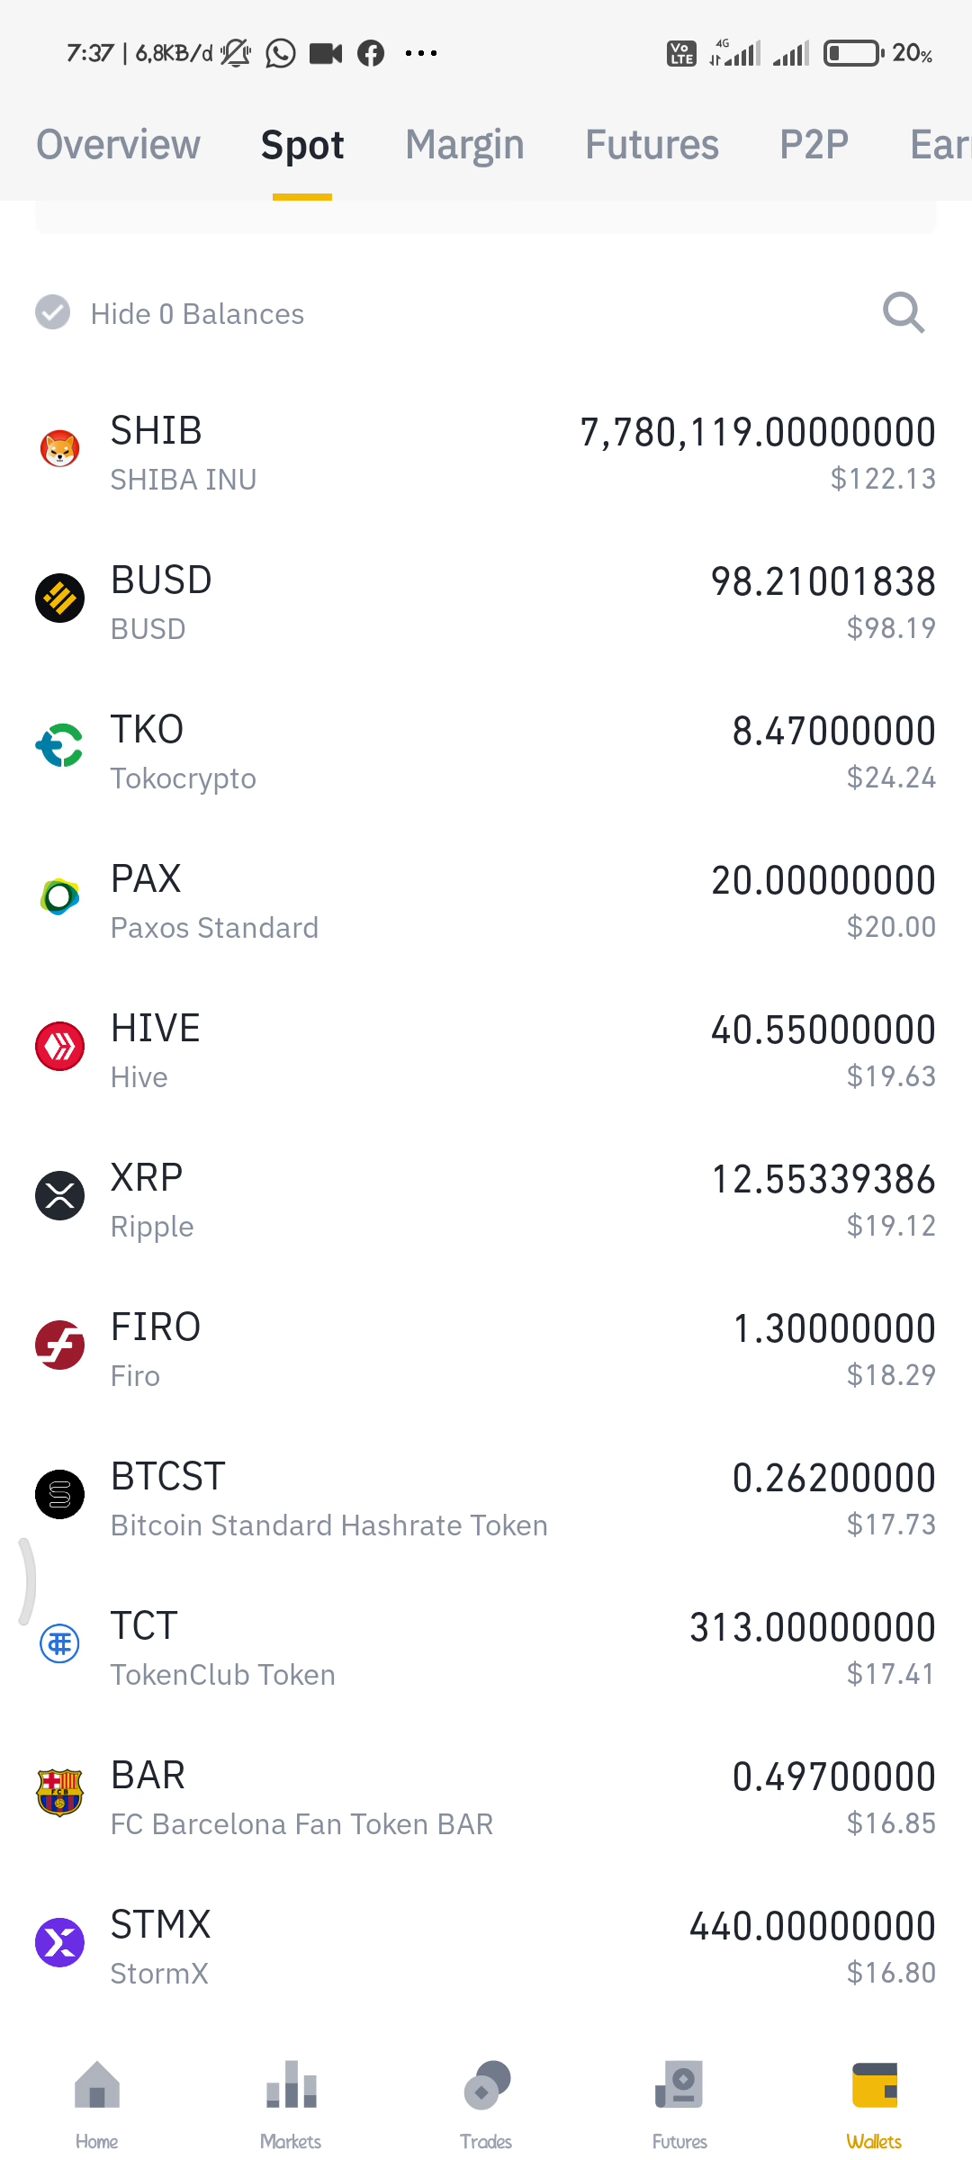 7:37 | 6,8KB/d ••• Vo LTE 4G 20%
Overview Spot Margin Futures P2P Ear
Hide 0 Balances
SHIB 7,780,119.00000000
SHIBA INU $122.13
BUSD 98.21001838
BUSD $98.19
TKO 8.47000000
Tokocrypto $24.24
PAX 20.00000000
Paxos Standard $20.00
HIVE 40.55000000
Hive $19.63
XRP 12.55339386
Ripple $19.12
FIRO 1.30000000
Firo $18.29
BTCST 0.26200000
Bitcoin Standard Hashrate Token $17.73
TCT 313.00000000
TokenClub Token $17.41
BAR 0.49700000
FC Barcelona Fan Token BAR $16.85
STMX 440.00000000
StormX $16.80
Home Markets Trades Futures Wallets